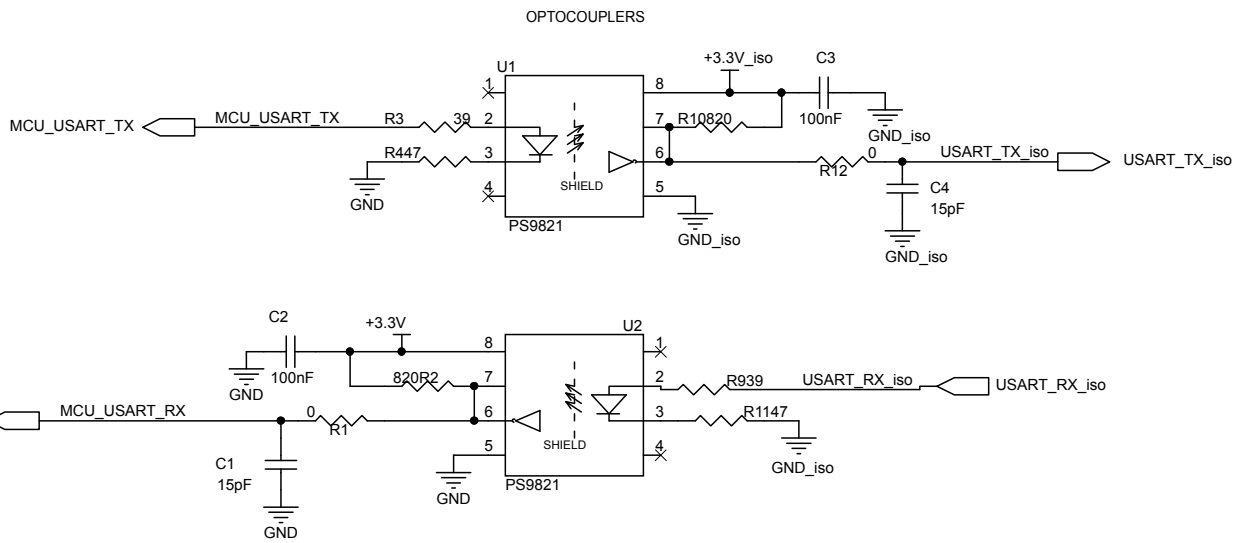 OPTOCOUPLERS
+3.3V_iso
C3
U1
1
8
100nF
GND_iso
MCU_USART_TX
MCU_USART_TX
R3
39
2
7
R10820
R447
3
6
R12
0
USART_TX_iso
USART_TX_iso
GND
4
SHIELD
5
C4
15pF
PS9821
GND_iso
GND_iso
C2
+3.3V
U2
8
1
GND
100nF
820R2
7
2
R939
USART_RX_iso
USART_RX_iso
MCU_USART_RX
0
R1
6
3
R1147
SHIELD
5
4
GND_iso
C1
15pF
GND
PS9821
GND